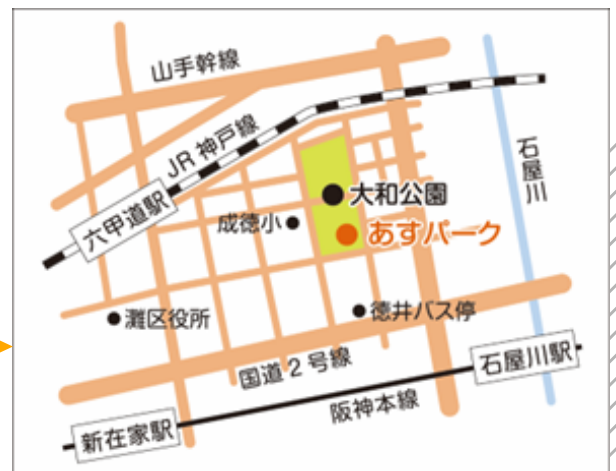 山手幹線
JR 神戸線
石屋川
六甲道駅
大和公園
成徳小
あすパーク
灘区役所
徳井バス停
国道2号線
石屋川駅
阪神本線
新在家駅